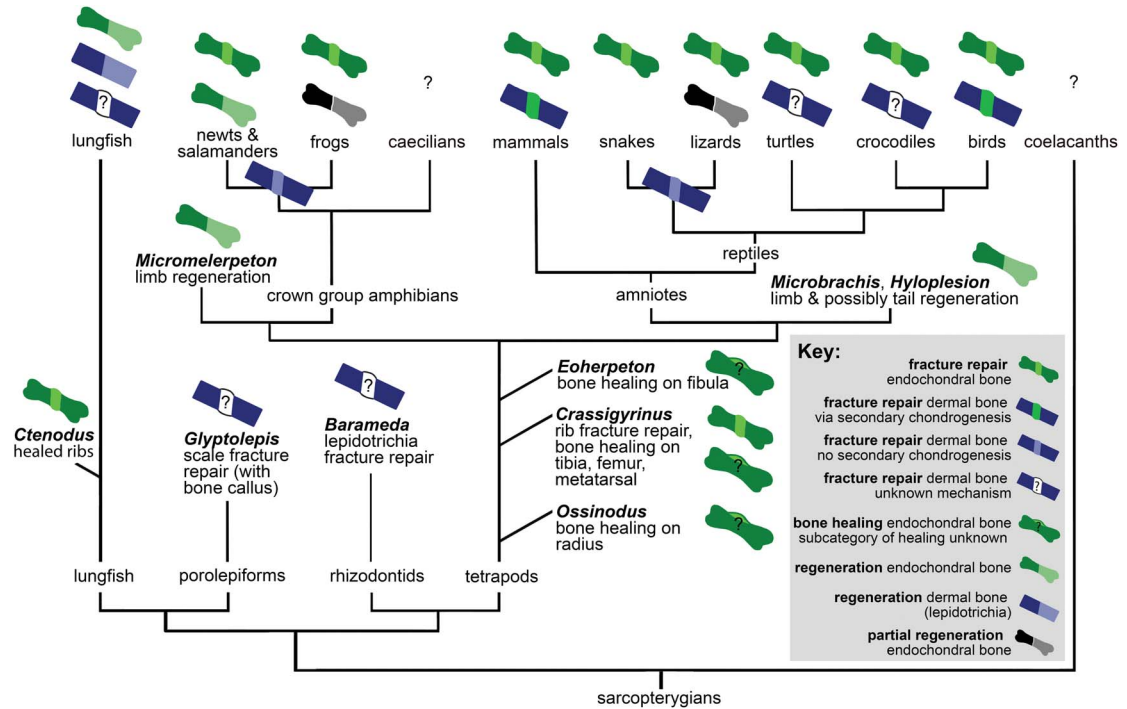 ?
lungfish
newts &
salamanders
frogs
?
caecilians
mammals
snakes
lizards
?
turtles
?
crocodiles
birds
?
coelacanths
Micromelerpeton
limb regeneration
crown group amphibians
reptiles
amniotes
Microbrachis, Hyloplesion
limb & possibly tail regeneration
Ctenodus
healed ribs
?
Glyptolepis
scale fracture
repair (with
bone callus)
?
Barameda
lepidotrichia
fracture repair
Eoherpeton
bone healing on fibula
?
Crassigyrinus
rib fracture repair,
bone healing on
tibia, femur,
metatarsal
?
Ossinodus
bone healing on
radius
?
Key:
fracture repair
endochondral bone
fracture repair dermal bone
via secondary chondrogenesis
fracture repair dermal bone
no secondary chondrogenesis
fracture repair dermal bone
unknown mechanism
?
bone healing endochondral bone
subcategory of healing unknown
?
regeneration endochondral bone
regeneration dermal bone
(lepidotrichia)
partial regeneration
endochondral bone
lungfish
porolepiforms
rhizodontids
tetrapods
sarcopterygians